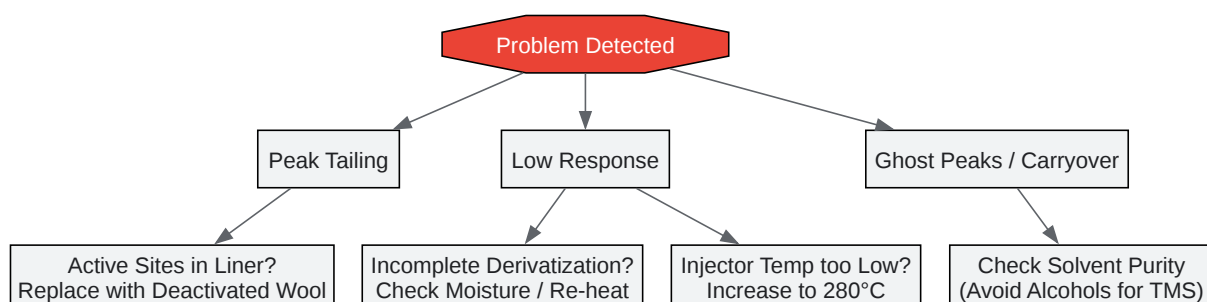 Problem Detected
Peak Tailing
Low Response
Ghost Peaks / Carryover
Active Sites in Liner?
Replace with Deactivated Wool
Incomplete Derivatization?
Check Moisture / Re-heat
Injector Temp too Low?
Increase to 280°C
Check Solvent Purity
(Avoid Alcohols for TMS)